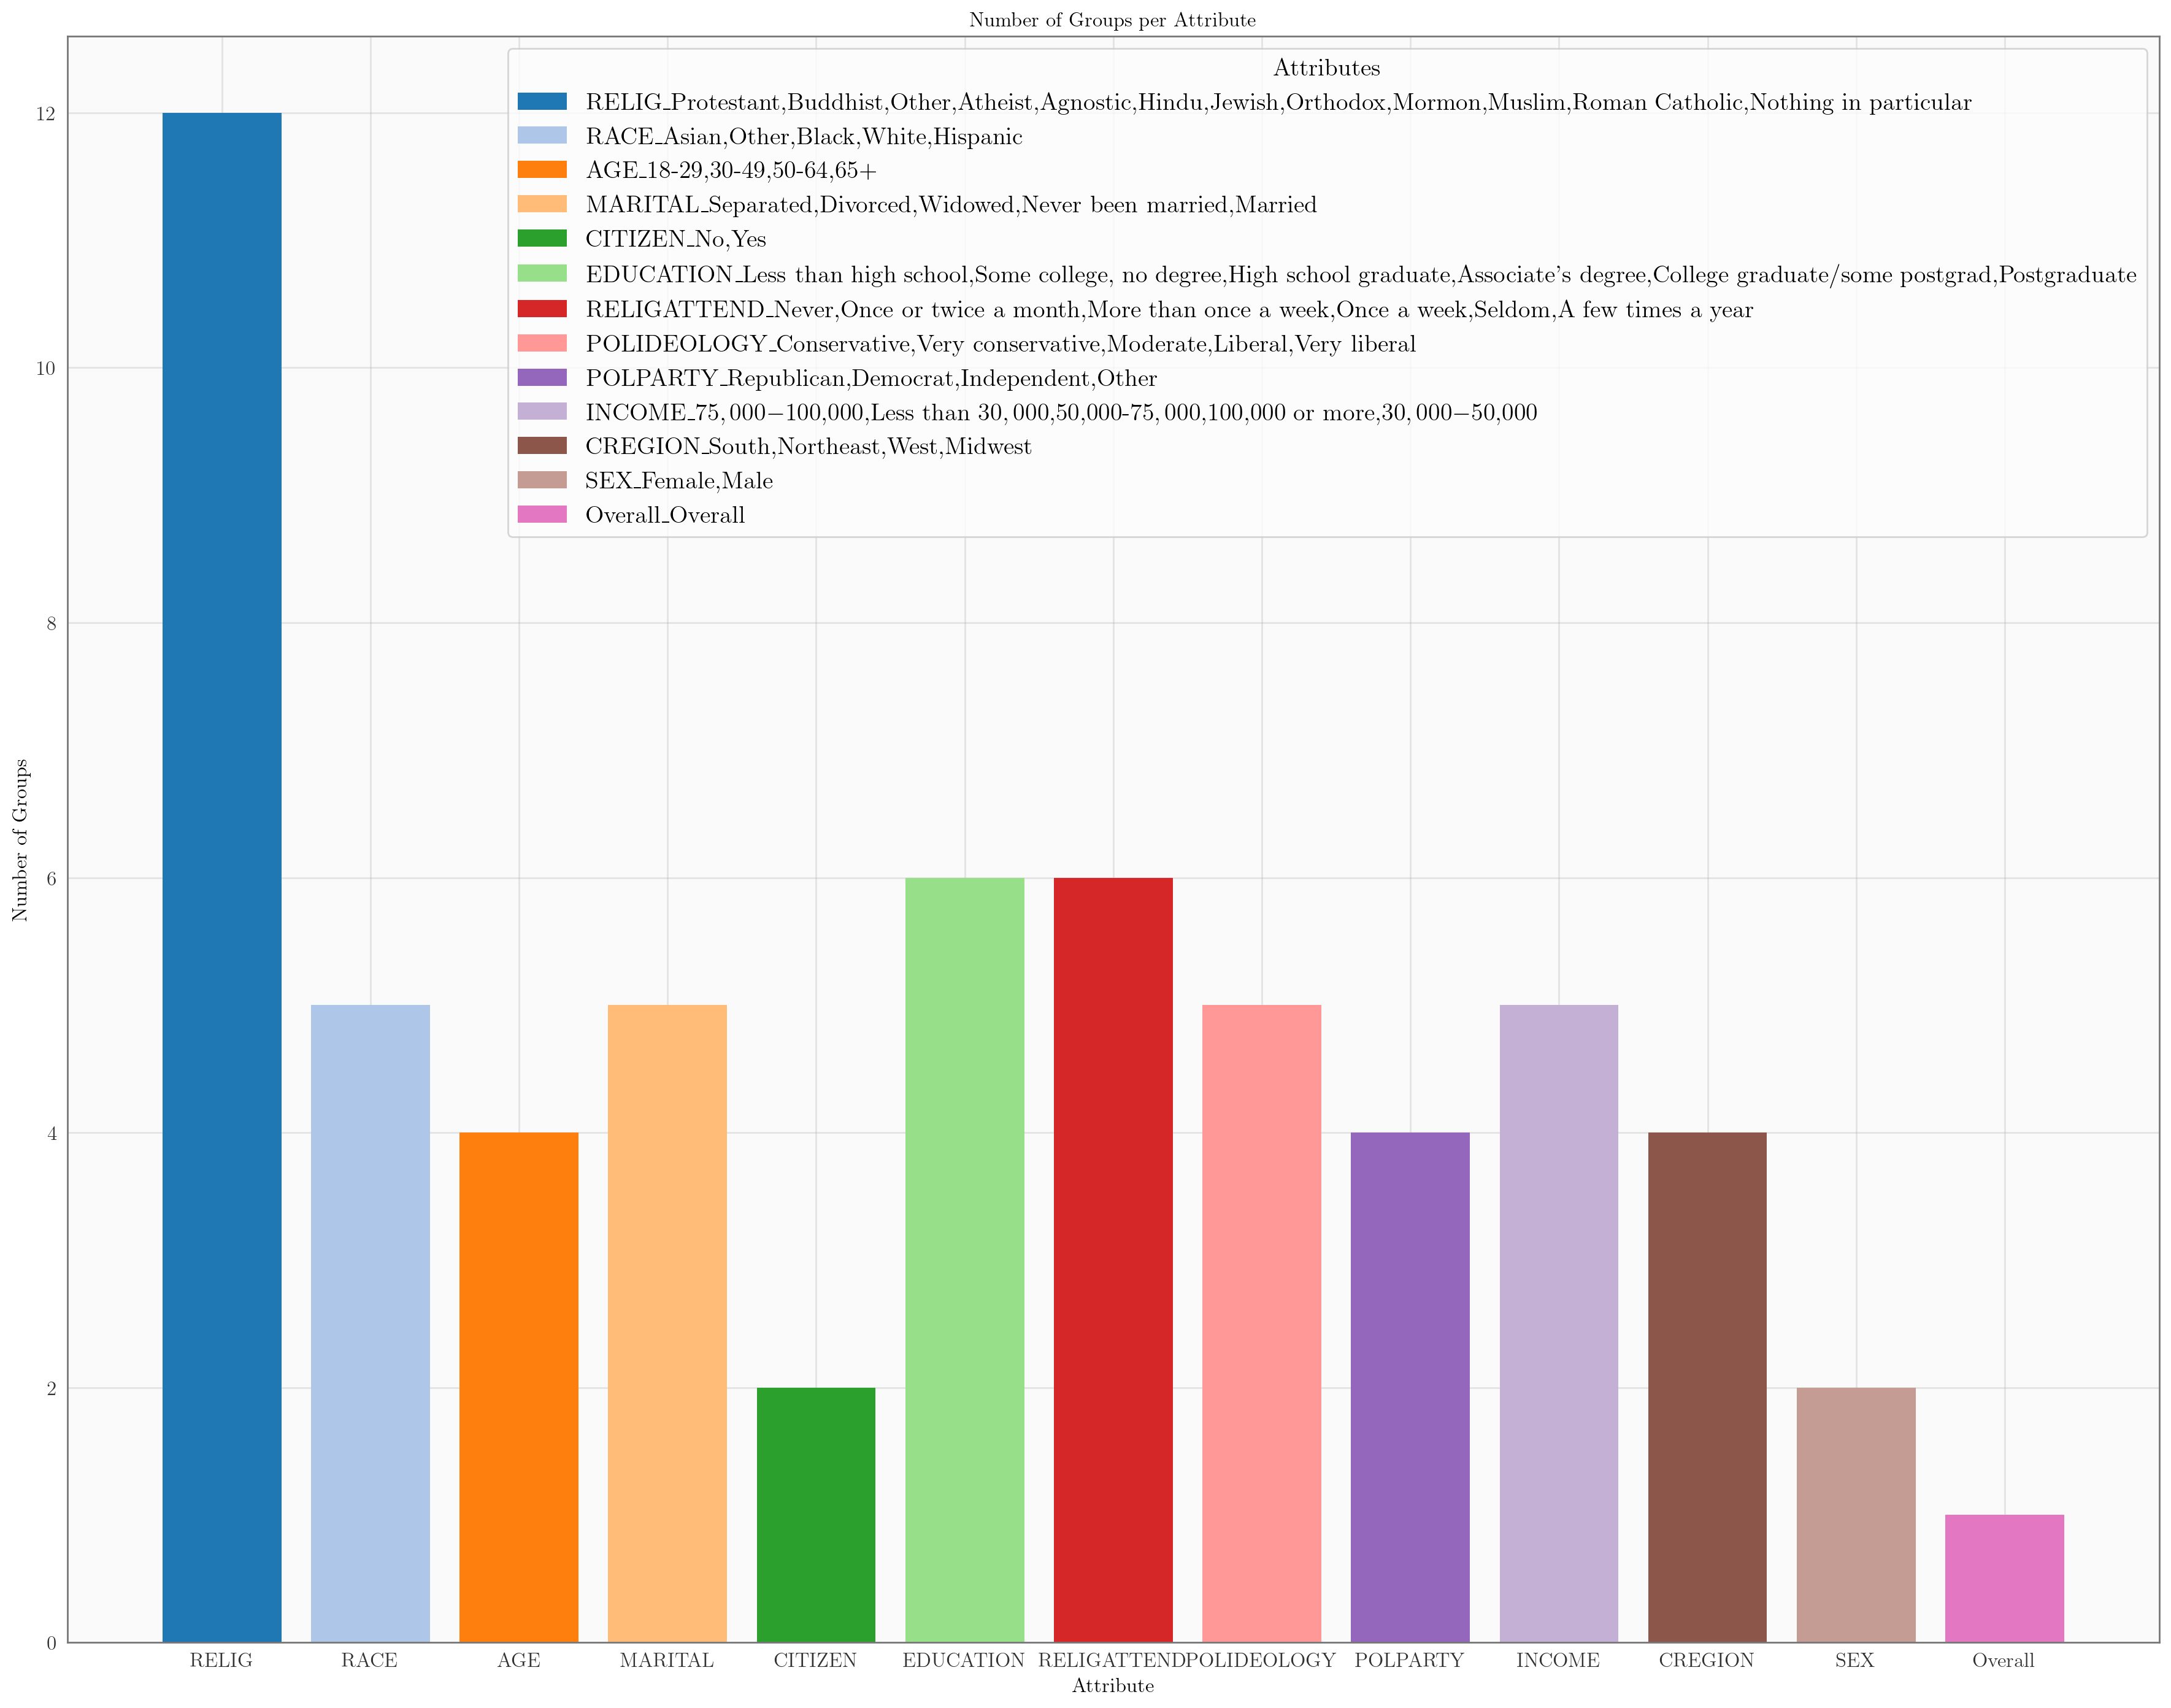 Number of Groups per Attribute
Attributes
RELIG_Protestant,Buddhist,Other,Atheist,Agnostic,Hindu,Jewish,Orthodox,Mormon,Muslim,Roman Catholic,Nothing in particular
RACE_Asian,Other,Black,White,Hispanic
AGE_18-29,30-49,50-64,65+
MARITAL_Separated,Divorced,Widowed,Never been married,Married
CITIZEN_No,Yes
EDUCATION_Less than high school,Some college, no degree,High school graduate,Associate's degree,College graduate/some postgrad,Postgraduate
RELIGATTEND_Never,Once or twice a month,More than once a week,Once a week,Seldom,A few times a year
POLIDEOLOGY_Conservative,Very conservative,Moderate,Liberal,Very liberal
POLPARTY_Republican,Democrat,Independent,Other
INCOME_75,000−100,000,Less than 30,000,50,000-75,000,100,000 or more,30,000−50,000
CREGION_South,Northeast,West,Midwest
SEX_Female,Male
Overall_Overall
Number of Groups
12
10
8
6
4
2
0
RELIG RACE AGE MARITAL CITIZEN EDUCATION RELIGATTEND POLIDEOLOGY POLPARTY INCOME CREGION SEX Overall
Attribute